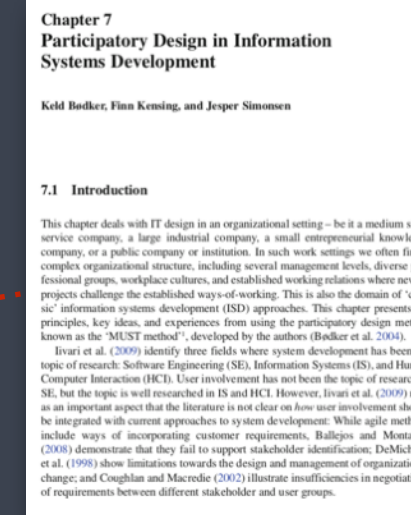 Chapter 7
Participatory Design in Information
Systems Development
Keld Bødker, Finn Kensing, and Jesper Simonsen
7.1 Introduction
This chapter deals with IT design in an organizational setting – be it a medium s
service company, a large industrial company, a small entrepreneurial knowle
company, or a public company or institution. In such work settings we often fi
complex organizational structure, including several management levels, diverse
fessional groups, workplace cultures, and established working relations where nev
projects challenge the established ways-of-working. This is also the domain of '
sic' information systems development (ISD) approaches. This chapter presents
principles, key ideas, and experiences from using the participatory design met
known as the 'MUST method'¹, developed by the authors (Bødker et al. 2004).
Iivari et al. (2009) identify three fields where system development has been
topic of research: Software Engineering (SE), Information Systems (IS), and Hu
Computer Interaction (HCI). User involvement has not been the topic of researc
SE, but the topic is well researched in IS and HCI. However, Iivari et al. (2009)
as an important aspect that the literature is not clear on how user involvement sh
be integrated with current approaches to system development: While agile meth
include ways of incorporating customer requirements, Ballejos and Monta
(2008) demonstrate that they fail to support stakeholder identification; DeMich
et al. (1998) show limitations towards the design and management of organizati
change; and Coughlan and Macredie (2002) illustrate insufficiencies in negotiat
of requirements between different stakeholder and user groups.